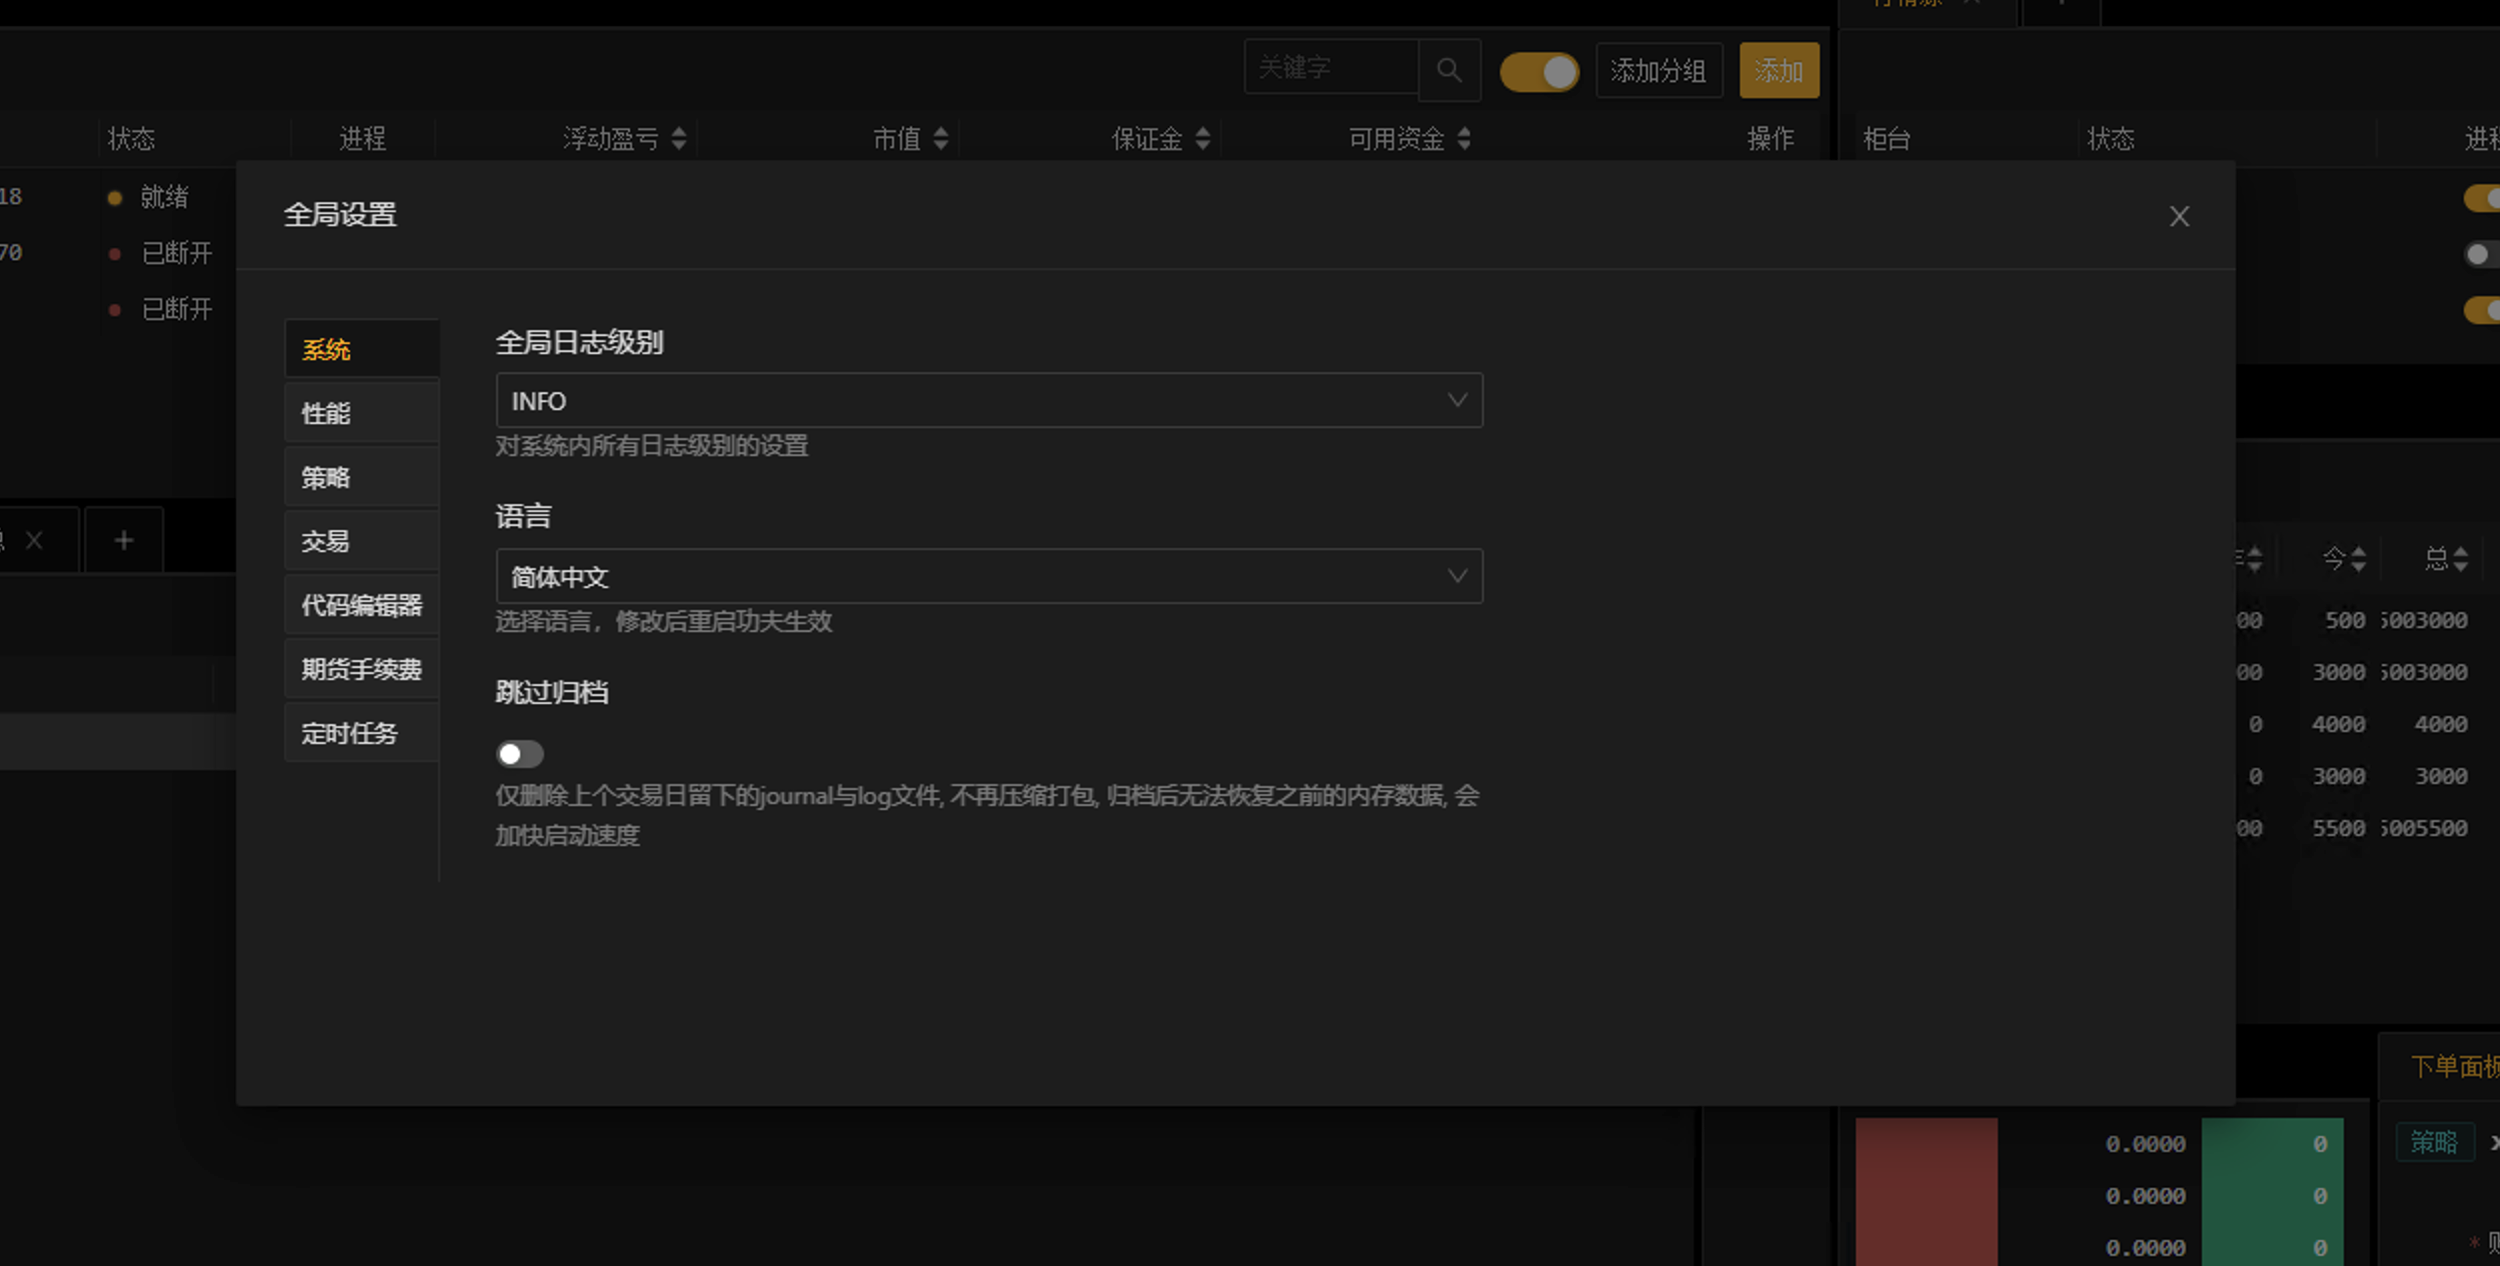 关键字
添加分组
添加
状态
进程
浮动盈亏
市值
保证金
可用资金
操作
柜台
状态
18
就绪
70
已断开
已断开
全局设置
系统
性能
策略
交易
代码编辑器
期货手续费
定时任务
全局日志级别
INFO
对系统内所有日志级别的设置
语言
简体中文
选择语言，修改后重启功夫生效
跳过归档
仅删除上个交易日留下的journal与log文件, 不再压缩打包, 归档后无法恢复之前的内存数据, 会
加快启动速度
今
总
00 500 5003000
00 3000 5003000
0 4000 4000
0 3000 3000
00 5500 5005500
下单面板
策略
0.0000 0
0.0000 0
0.0000 0